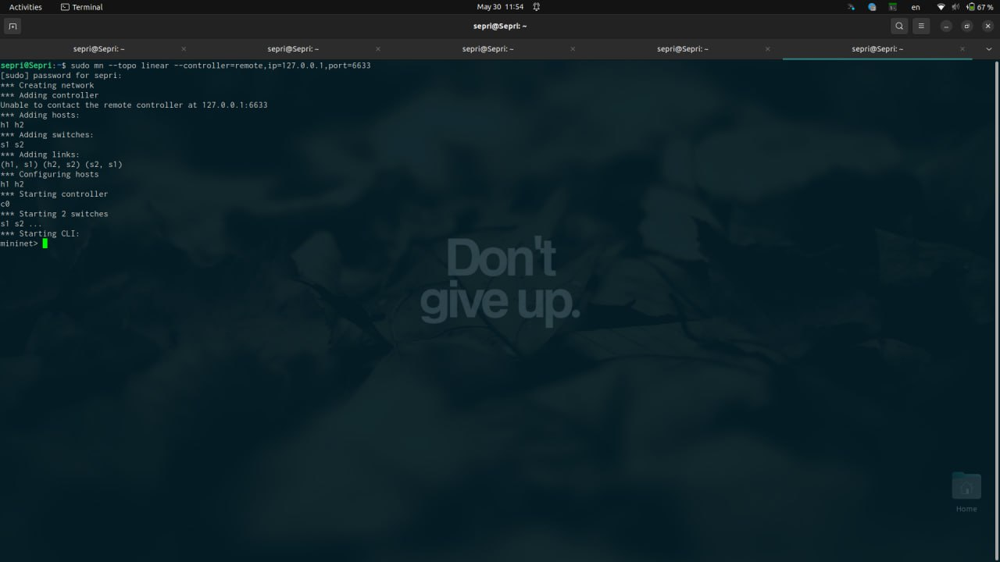 Activities Terminal May 30 11:54 en 67 %
sepri@Sepri: ~
sepri@Sepri: ~ sepri@Sepri: ~ sepri@Sepri: ~ sepri@Sepri: ~ sepri@Sepri: ~
sepri@Sepri:~$ sudo mn --topo linear --controller=remote,ip=127.0.0.1,port=6633
[sudo] password for sepri:
*** Creating network
*** Adding controller
Unable to contact the remote controller at 127.0.0.1:6633
*** Adding hosts:
h1 h2
*** Adding switches:
s1 s2
*** Adding links:
(h1, s1) (h2, s2) (s2, s1)
*** Configuring hosts
h1 h2
*** Starting controller
c0
*** Starting 2 switches
s1 s2 ...
*** Starting CLI:
mininet>
Don't
give up.
Home